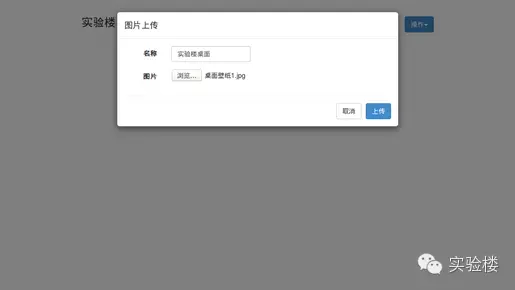 实验楼
图片上传
操作
名称 实验楼桌面
图片 浏览... 桌面壁纸1.jpg
取消 上传
实验楼